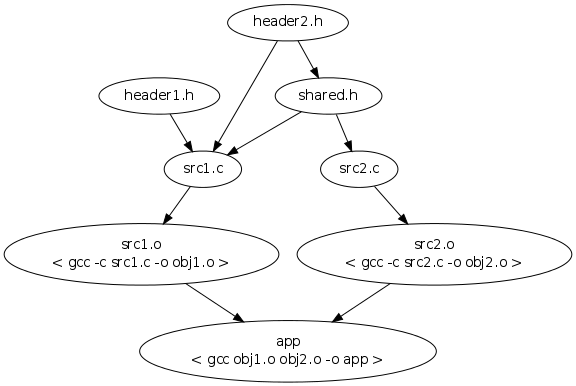 header2.h
header1.h
shared.h
src1.c
src2.c
src1.o
< gcc -c src1.c -o obj1.o >
src2.o
< gcc -c src2.c -o obj2.o >
app
< gcc obj1.o obj2.o -o app >